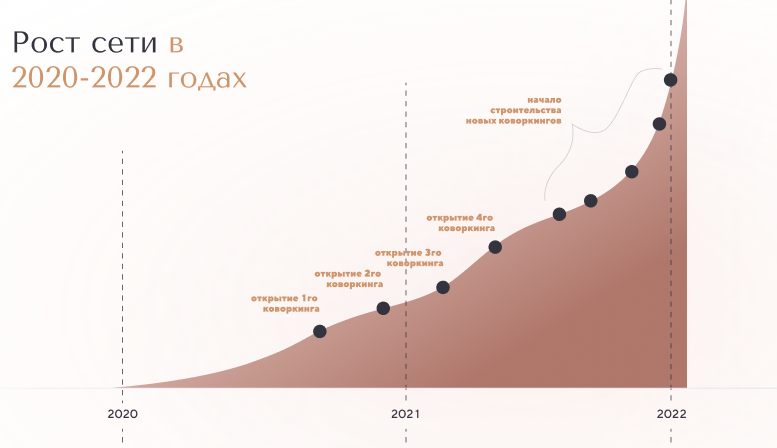 Рост сети в
2020-2022 годах
начало
строительства
новых коворкингов
открытие 4го
коворкинга
открытие 3го
коворкинга
открытие 2го
коворкинга
открытие 1го
коворкинга
2020
2021
2022